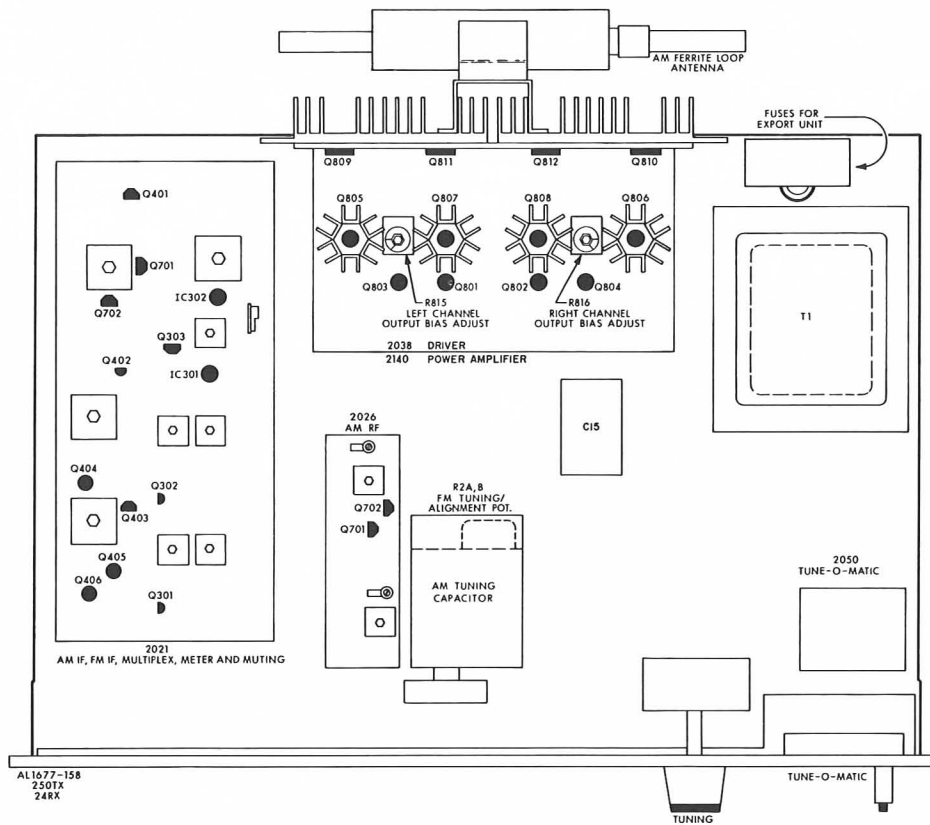 AM FERRITE LOOP
ANTENNA
FUSES FOR
EXPORT UNIT
Q809
Q811
Q812
Q810
Q401
Q805
Q807
Q808
Q806
Q701
IC302
Q702
Q803
Q801
Q802
Q804
R815
LEFT CHANNEL
OUTPUT BIAS ADJUST
R816
RIGHT CHANNEL
OUTPUT BIAS ADJUST
T1
Q303
2038 DRIVER
2140 POWER AMPLIFIER
Q402
IC301
2026
AM RF
C15
Q404
Q302
R2A,B
FM TUNING/
ALIGNMENT POT.
Q702
Q403
Q701
Q405
2050
TUNE-O-MATIC
Q406
AM TUNING
CAPACITOR
Q301
2021
AM IF, FM IF, MULTIPLEX, METER AND MUTING
AL1677-158
250TX
24RX
TUNE-O-MATIC
TUNING